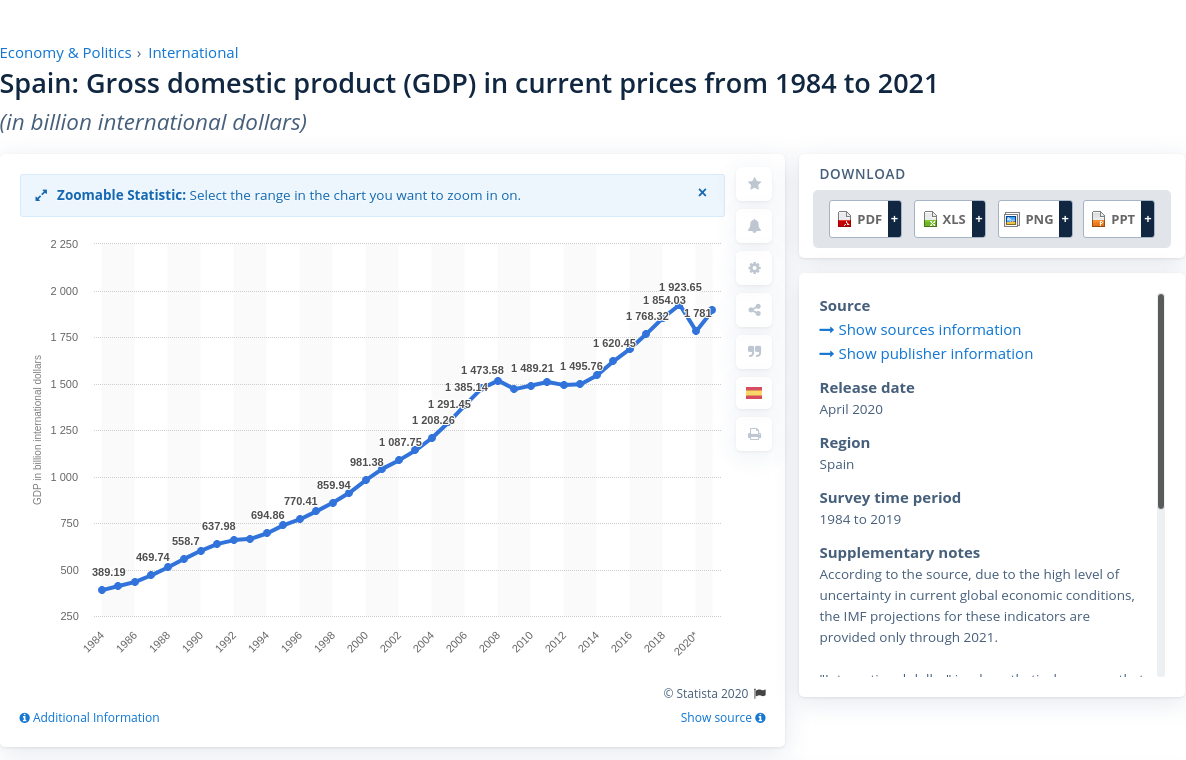 Economy & Politics › International
Spain: Gross domestic product (GDP) in current prices from 1984 to 2021
(in billion international dollars)
Zoomable Statistic: Select the range in the chart you want to zoom in on. ×
GDP in billion international dollars
2 250
2 000
1 750
1 500
1 250
1 000
750
500
250
389.19
469.74
558.7
637.98
694.86
770.41
859.94
981.38
1 087.75
1 208.26
1 291.45
1 385.14
1 473.58
1 489.21
1 495.76
1 620.45
1 768.32
1 854.03
1 923.65
1 781
1984 1986 1988 1990 1992 1994 1996 1998 2000 2002 2004 2006 2008 2010 2012 2014 2016 2018 2020*
© Statista 2020
Additional Information
Show source
DOWNLOAD
PDF + XLS + PNG + PPT +
Source
Show sources information
Show publisher information
Release date
April 2020
Region
Spain
Survey time period
1984 to 2019
Supplementary notes
According to the source, due to the high level of
uncertainty in current global economic conditions,
the IMF projections for these indicators are
provided only through 2021.